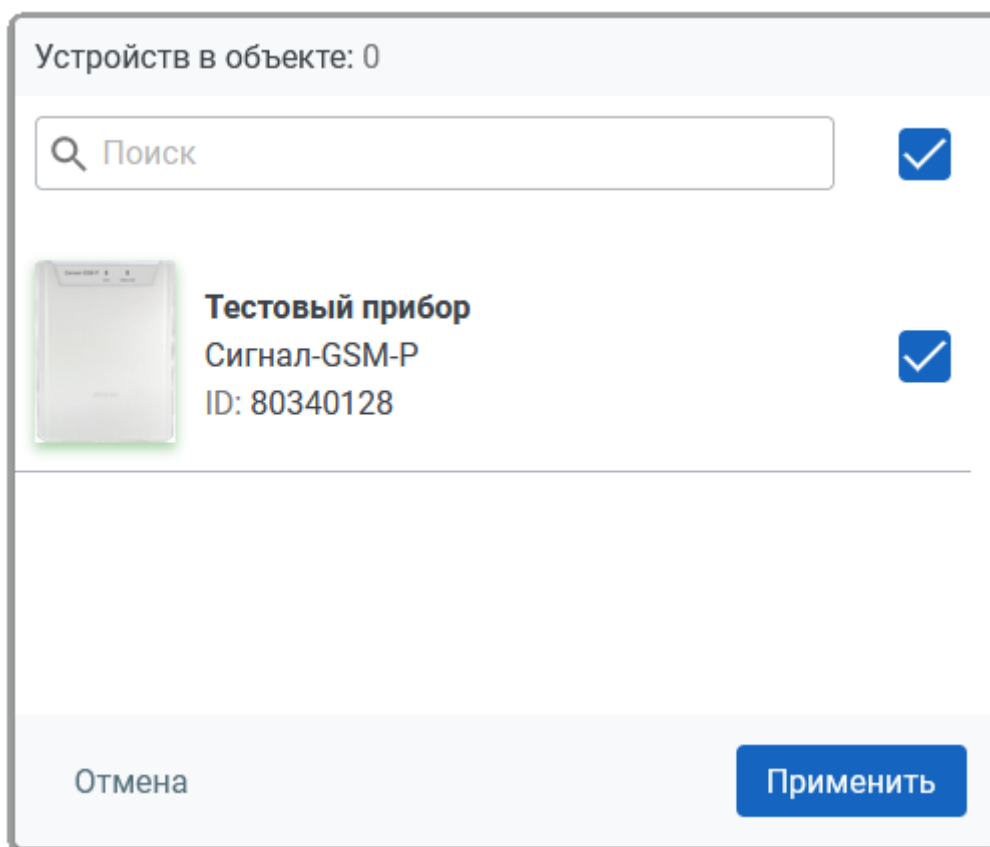 Устройств в объекте: 0
Поиск
Тестовый прибор
Сигнал-GSM-P
ID: 80340128
Отмена
Применить